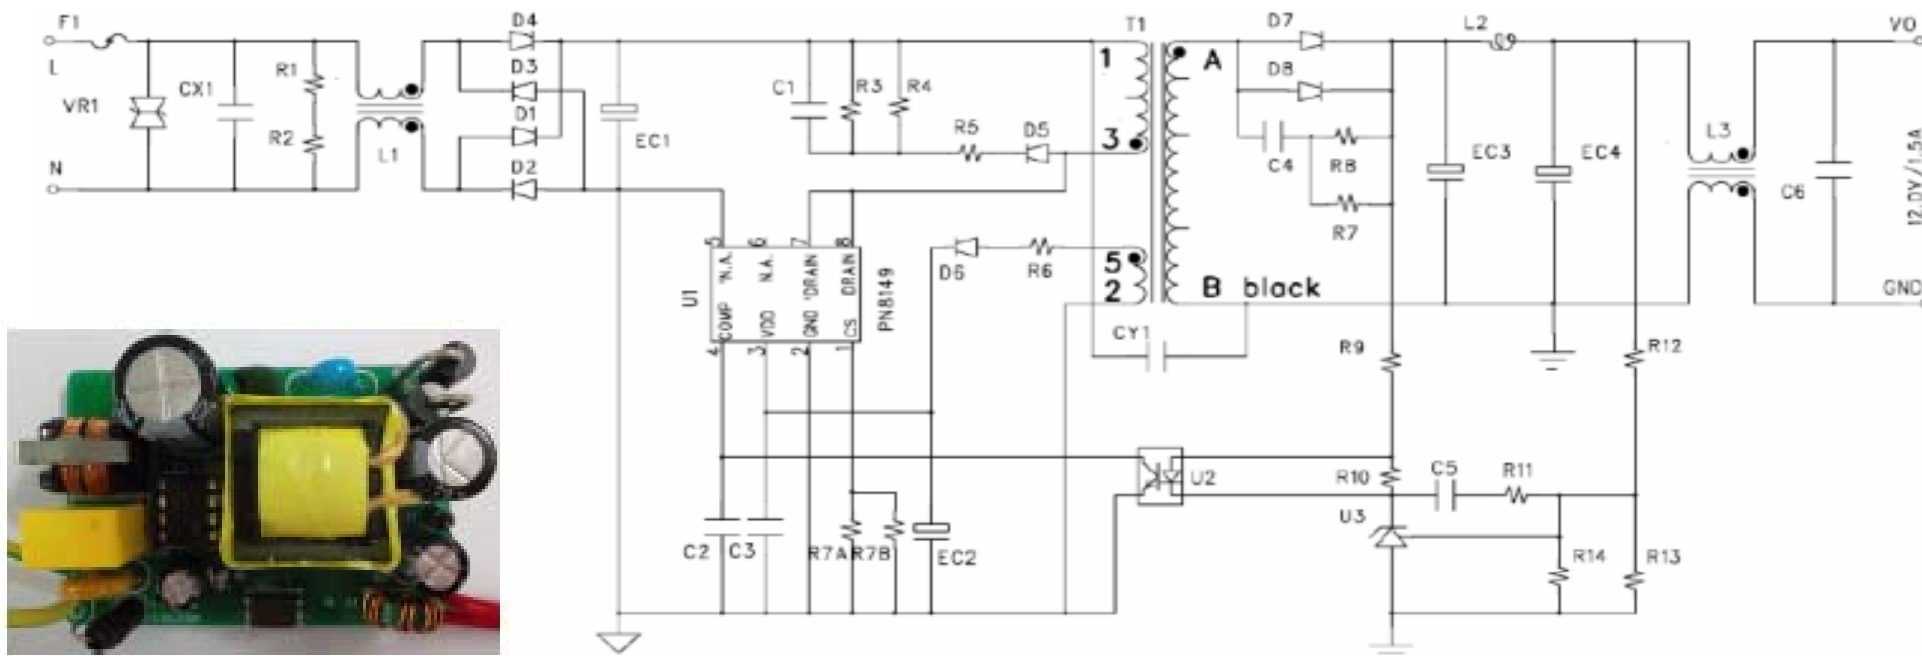 F1
L
VR1
CX1
R1
R2
N
L1
D4
D3
D1
D2
EC1
C1
R3
R4
R5
D5
T1
1
3
5
2
A
B black
D7
D8
C4
R8
R7
L2
EC3
EC4
L3
C6
VO
12.0V/1.5A
GND
D6
R6
CY1
U1
5
6
7
8
N.A.
N.A.
DRAIN
DRAIN
COMP
VDD
GND
CS
4
3
2
1
PN8149
R9
R12
U2
R10
C5
R11
U3
R14
R13
C2
C3
R7A
R7B
EC2